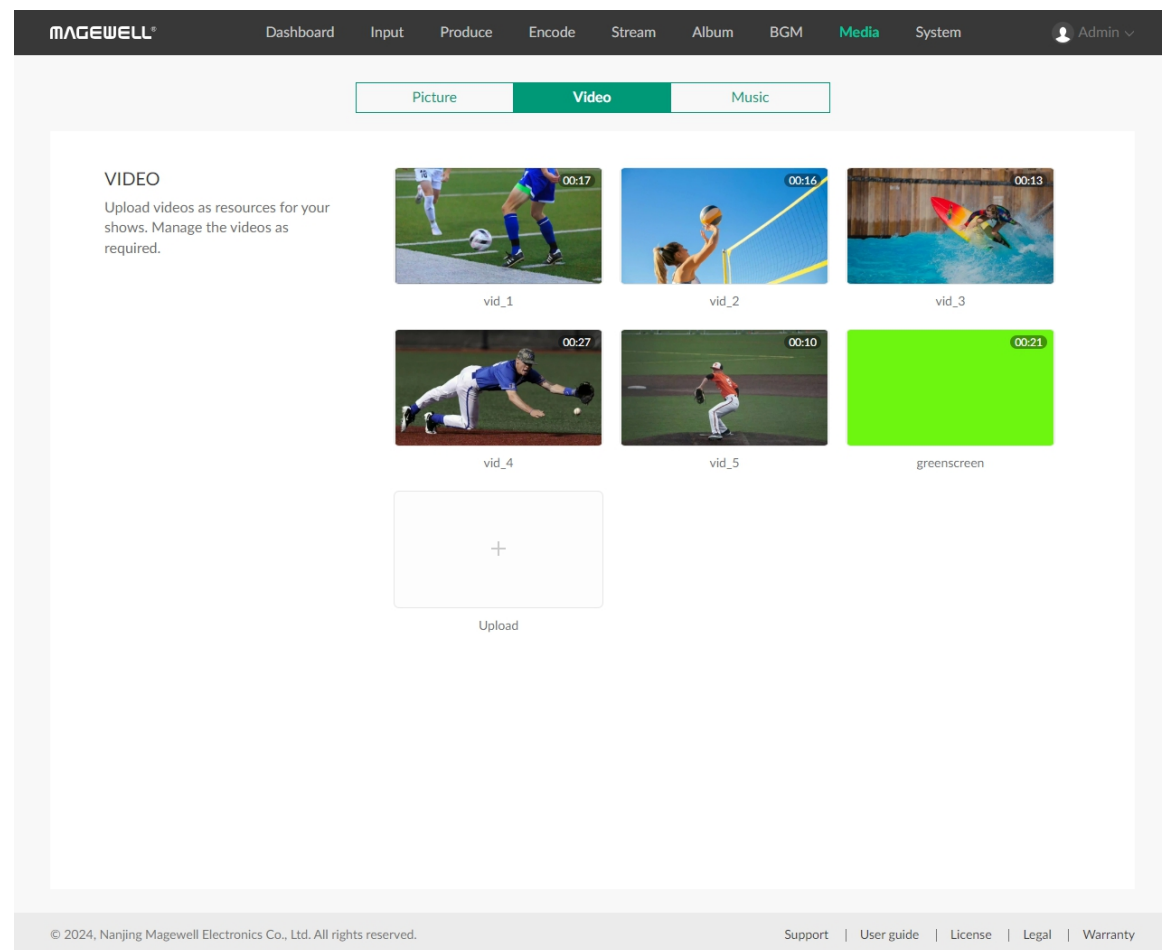 MAGEWELL®
Dashboard Input Produce Encode Stream Album BGM Media System Admin
Picture Video Music
VIDEO
Upload videos as resources for your
shows. Manage the videos as
required.
00:17 00:16 00:13
vid_1 vid_2 vid_3
00:27 00:10 00:21
vid_4 vid_5 greenscreen
+
Upload
© 2024, Nanjing Magewell Electronics Co., Ltd. All rights reserved. Support | User guide | License | Legal | Warranty